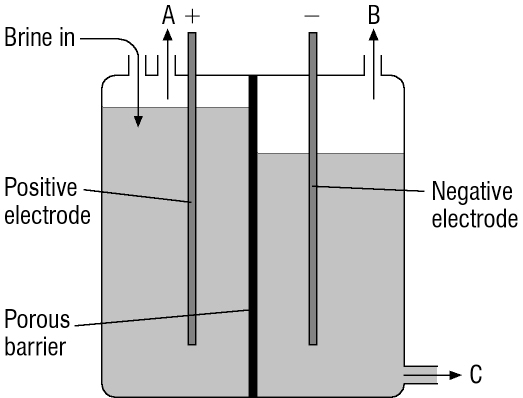 A + − B
Brine in
Positive
electrode
Negative
electrode
Porous
barrier
C